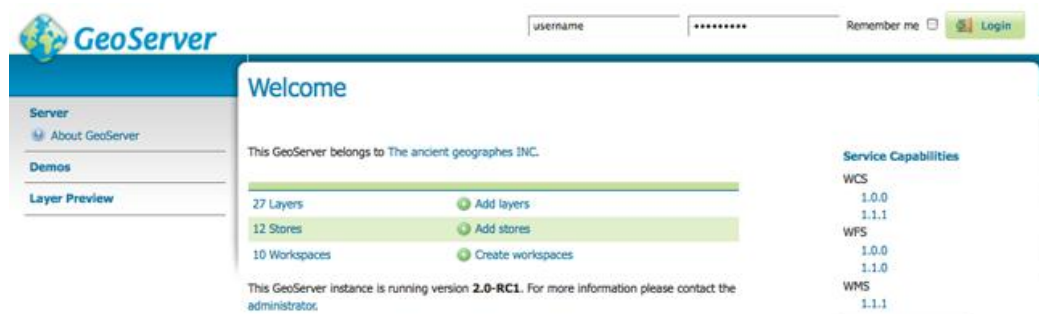 GeoServer
username
•••••••••
Remember me
Login
Welcome
Server
About GeoServer
Demos
Layer Preview
This GeoServer belongs to The ancient geographes INC.
27 Layers Add layers
12 Stores Add stores
10 Workspaces Create workspaces
This GeoServer instance is running version 2.0-RC1. For more information please contact the
administrator.
Service Capabilities
WCS
1.0.0
1.1.1
WFS
1.0.0
1.1.0
WMS
1.1.1